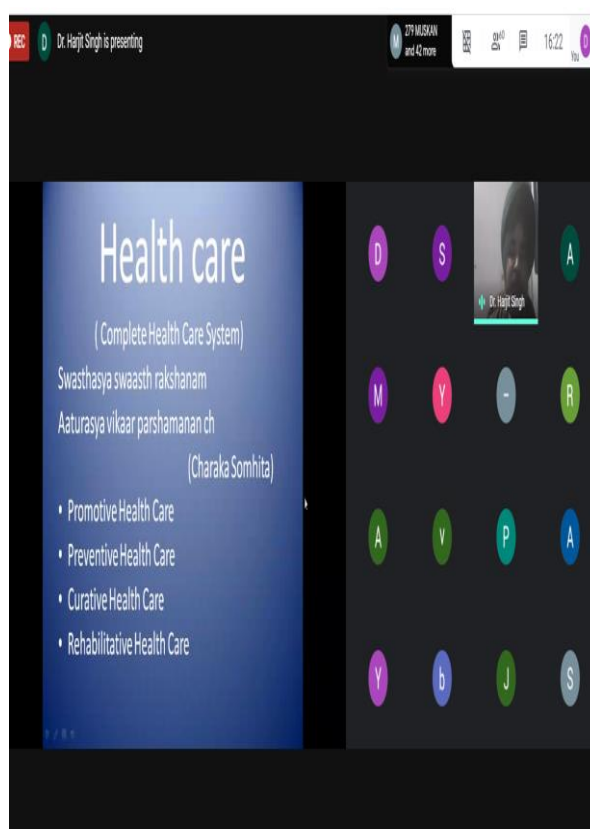 REC
D
Dr. Harjit Singh is presenting
M
279 MUSKAN
and 42 more
60
16:22
You
D
Health care
( Complete Health Care System)
Swasthasya swaasth rakshanam
Aaturasya vikaar parshamanan ch
(Charaka Somhita)
• Promotive Health Care
• Preventive Health Care
• Curative Health Care
• Rehabilitative Health Care
D
S
Dr. Harjit Singh
A
M
Y
-
R
A
v
P
A
Y
b
J
S